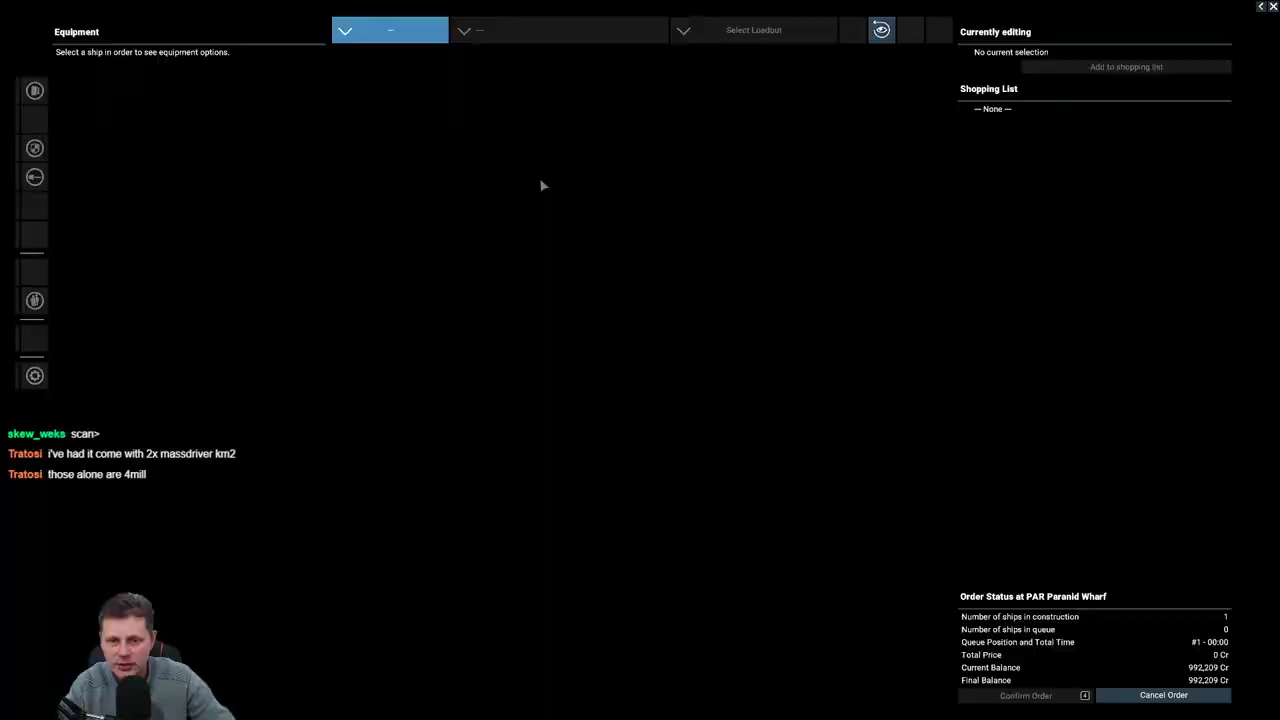 Equipment
Select a ship in order to see equipment options.
—
—
Select Loadout
Currently editing
No current selection
Add to shopping list
Shopping List
— None —
skew_weks scan>
Tratosi i've had it come with 2x massdriver km2
Tratosi those alone are 4mill
Order Status at PAR Paranid Wharf
Number of ships in construction 1
Number of ships in queue 0
Queue Position and Total Time #1 - 00:00
Total Price 0 Cr
Current Balance 992,209 Cr
Final Balance 992,209 Cr
Confirm Order 4 Cancel Order